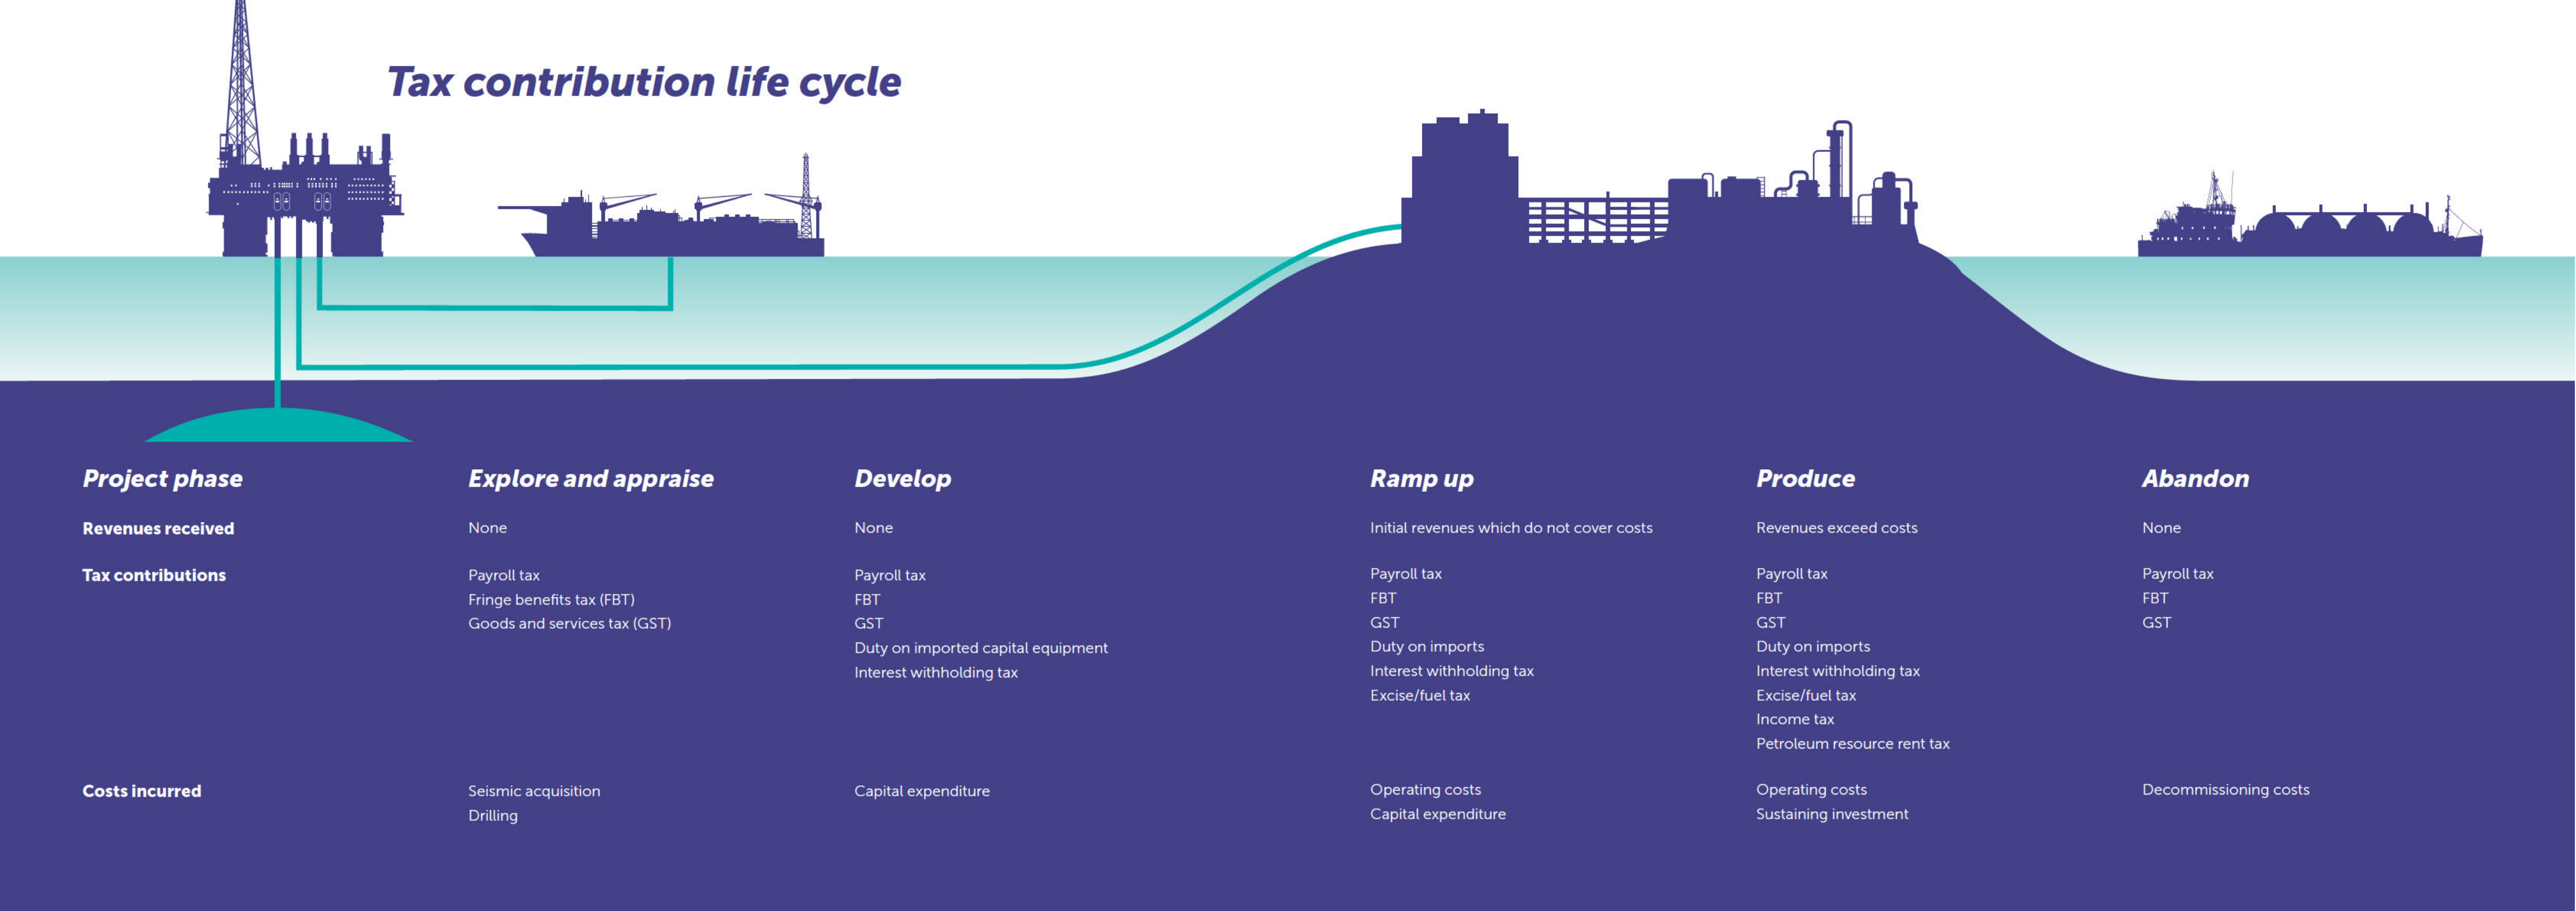 Tax contribution life cycle
Project phase
Explore and appraise
Develop
Ramp up
Produce
Abandon
Revenues received
None
None
Initial revenues which do not cover costs
Revenues exceed costs
None
Tax contributions
Payroll tax
Fringe benefits tax (FBT)
Goods and services tax (GST)
Payroll tax
FBT
GST
Duty on imported capital equipment
Interest withholding tax
Payroll tax
FBT
GST
Duty on imports
Interest withholding tax
Excise/fuel tax
Payroll tax
FBT
GST
Duty on imports
Interest withholding tax
Excise/fuel tax
Income tax
Petroleum resource rent tax
Payroll tax
FBT
GST
Costs incurred
Seismic acquisition
Drilling
Capital expenditure
Operating costs
Capital expenditure
Operating costs
Sustaining investment
Decommissioning costs